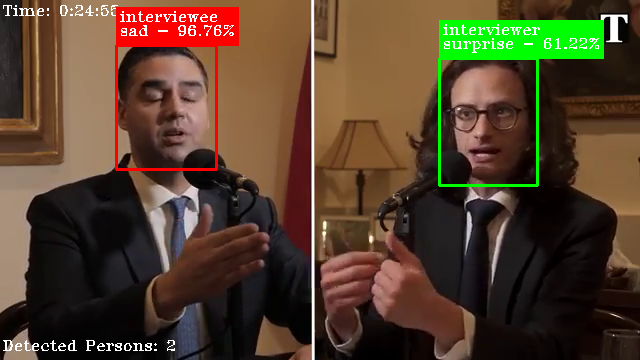 Time: 0:24:55
interviewee
sad - 96.76%
interviewer
surprise - 61.22%
T
Detected Persons: 2